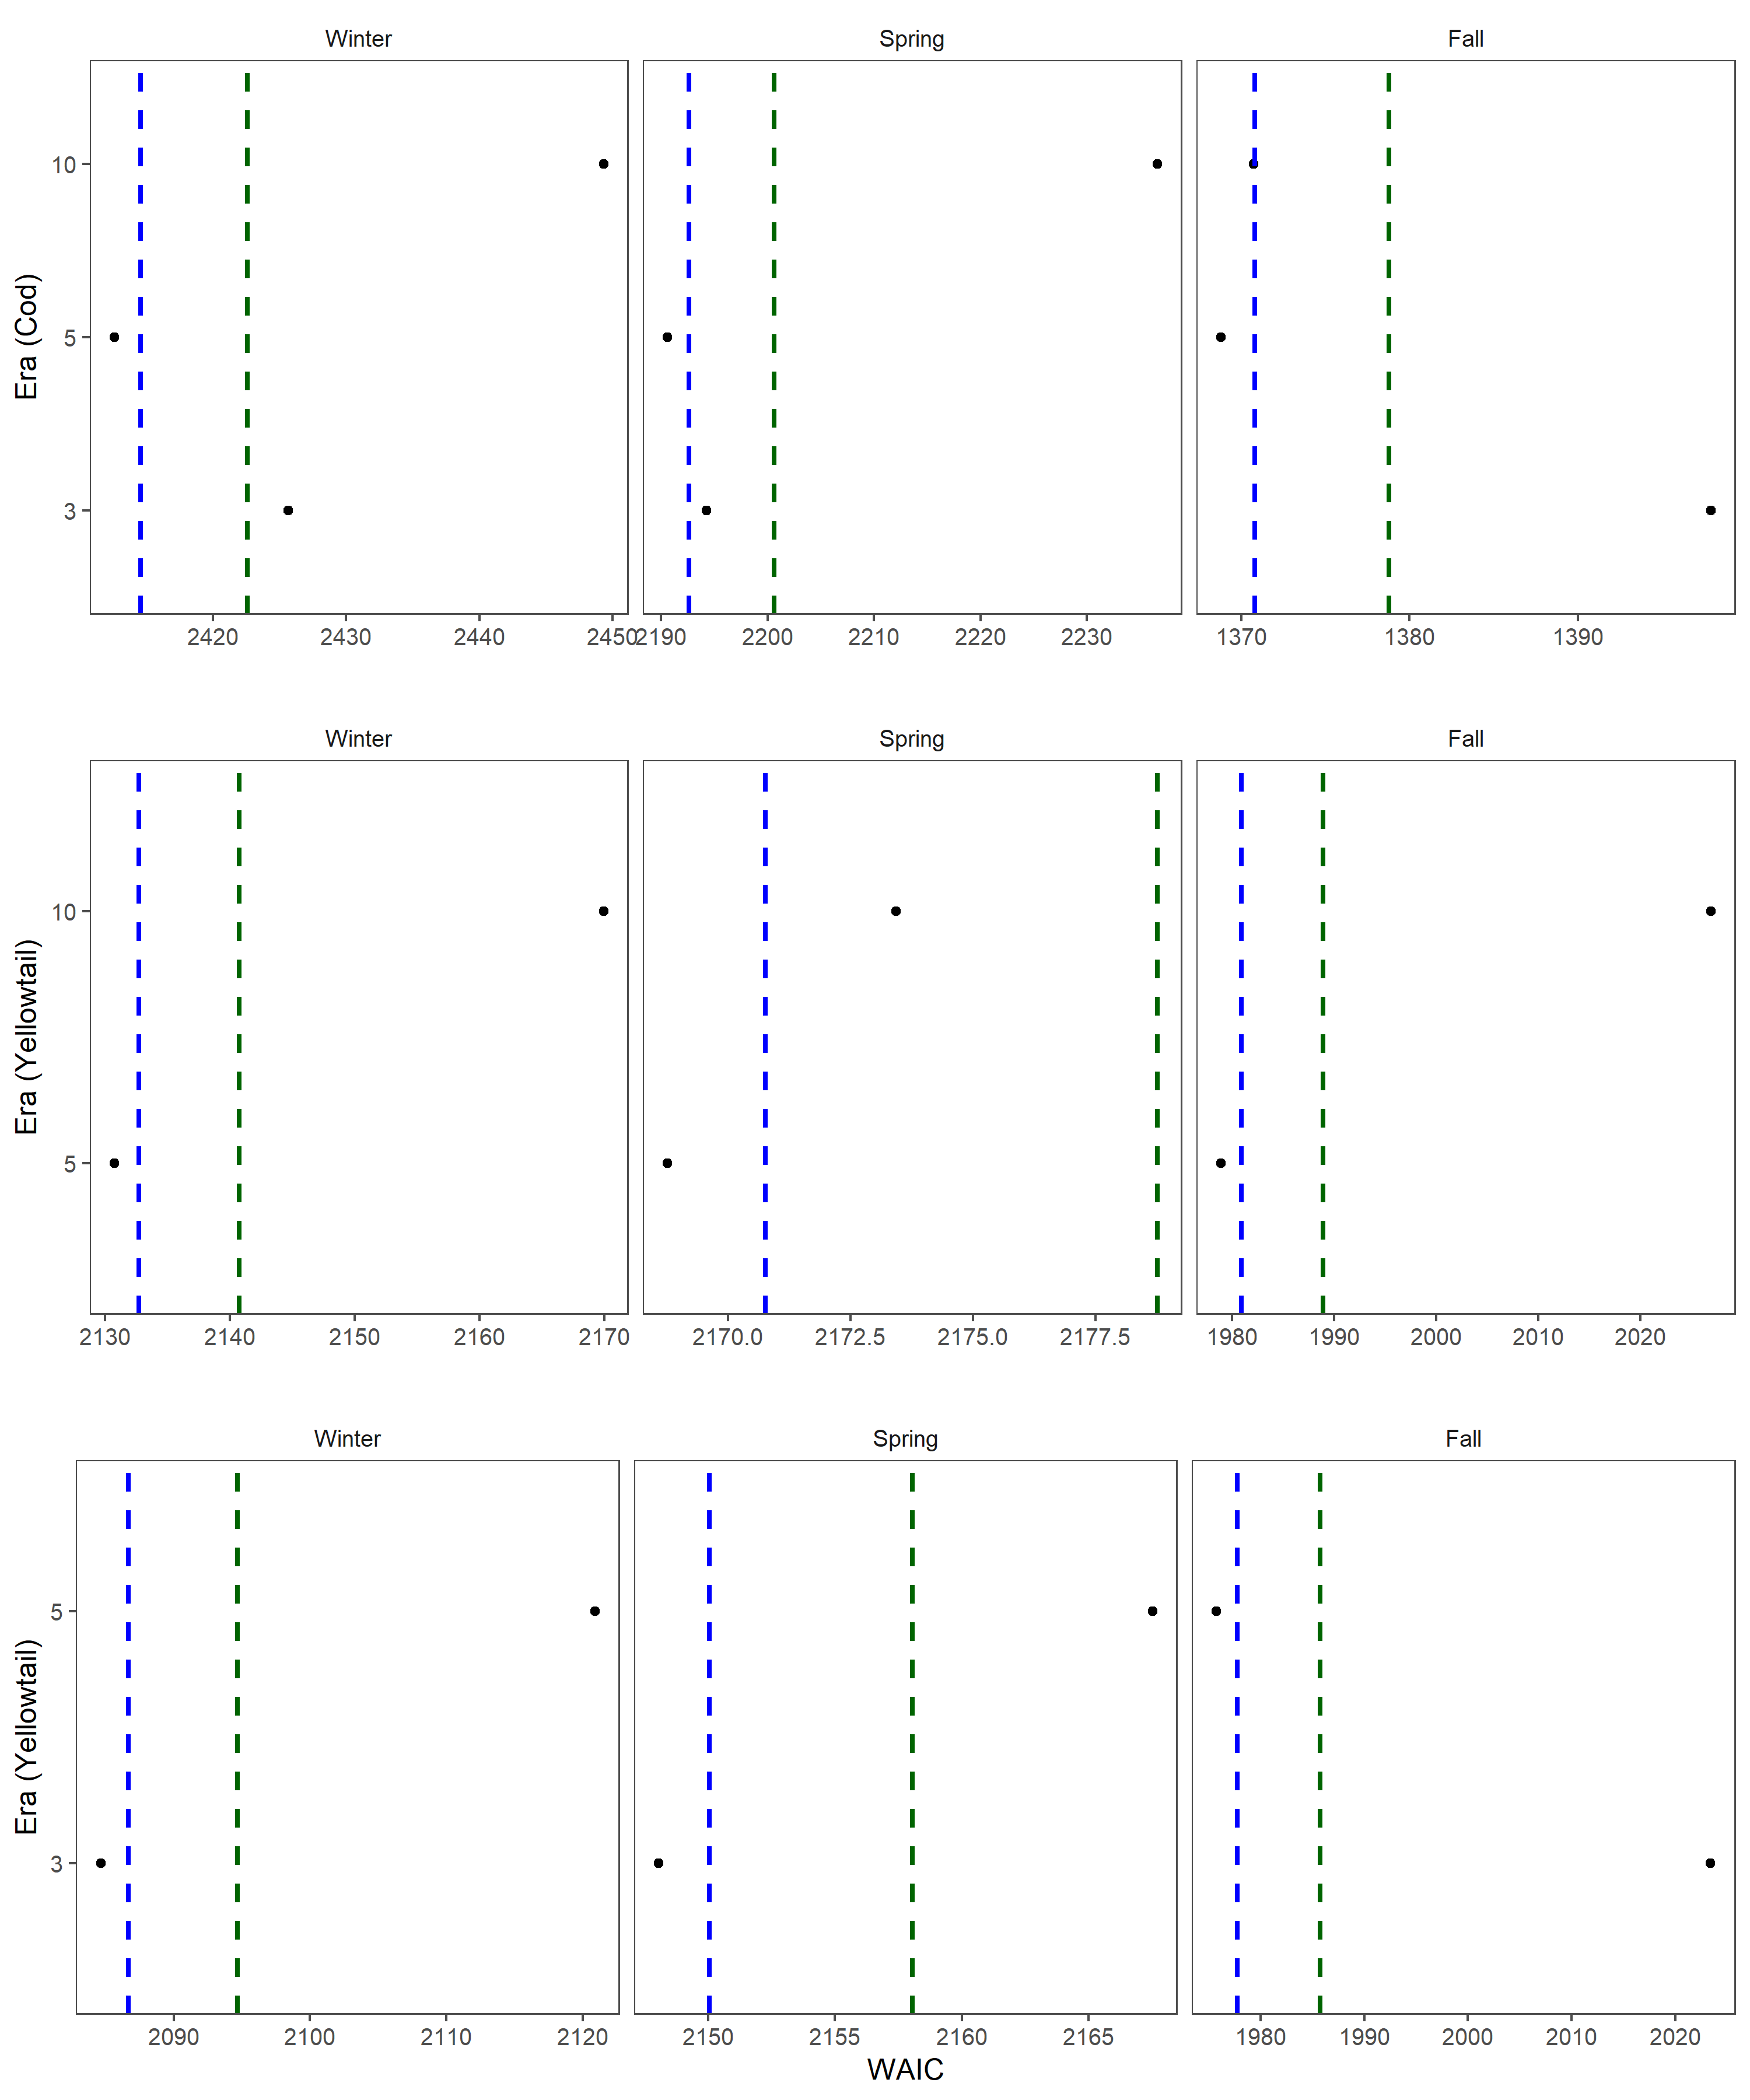 Winter Spring Fall
Era (Cod)
10
5
3
2420 2430 2440 2450 2190 2200 2210 2220 2230 1370 1380 1390
Winter Spring Fall
Era (Yellowtail)
10
5
2130 2140 2150 2160 2170 2170.0 2172.5 2175.0 2177.5 1980 1990 2000 2010 2020
Winter Spring Fall
Era (Yellowtail)
5
3
2090 2100 2110 2120 2150 2155 2160 2165 1980 1990 2000 2010 2020
WAIC